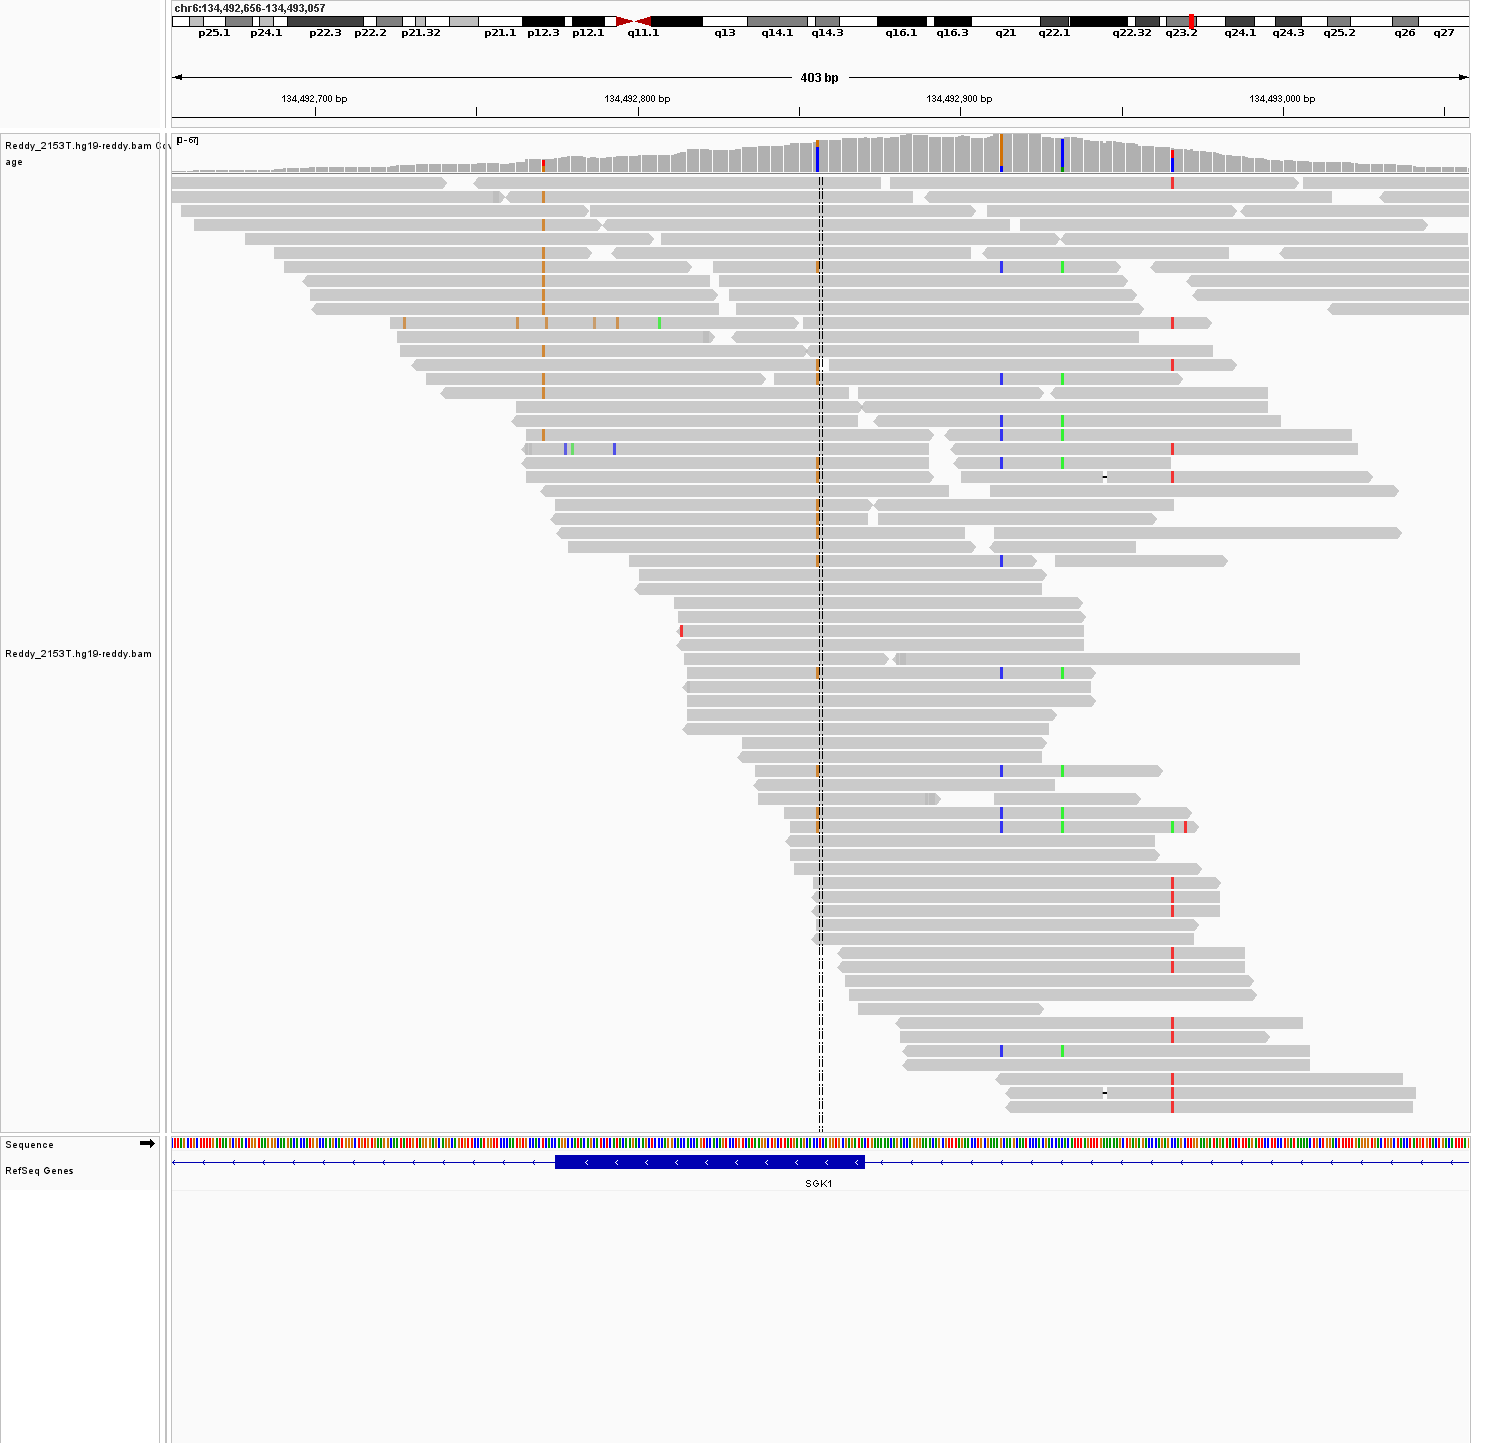 chr6:134,492,656-134,493,057
p25.1 p24.1 p22.3 p22.2 p21.32 p21.1 p12.3 p12.1 q11.1 q13 q14.1 q14.3 q16.1 q16.3 q21 q22.1 q22.32 q23.2 q24.1 q24.3 q25.2 q26 q27
403 bp
134,492,700 bp 134,492,800 bp 134,492,900 bp 134,493,000 bp
Reddy_2153T.hg19-reddy.bam Cov
age
[0-67]
Reddy_2153T.hg19-reddy.bam
Sequence
RefSeq Genes
SGK1